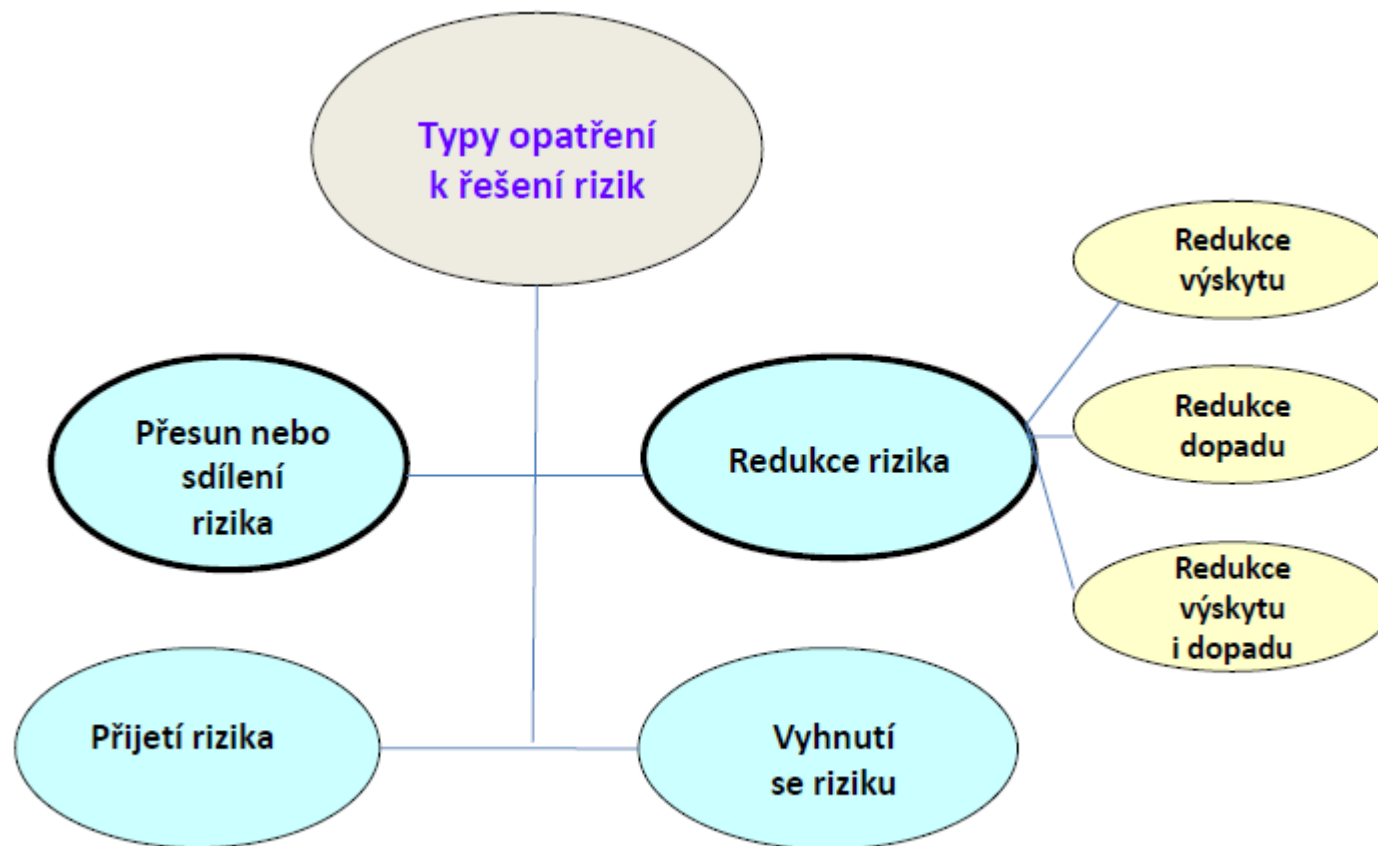 Typy opatření
k řešení rizik
Redukce
výskytu
Přesun nebo
sdílení
rizika
Redukce rizika
Redukce
dopadu
Redukce
výskytu
i dopadu
Přijetí rizika
Vyhnutí
se riziku